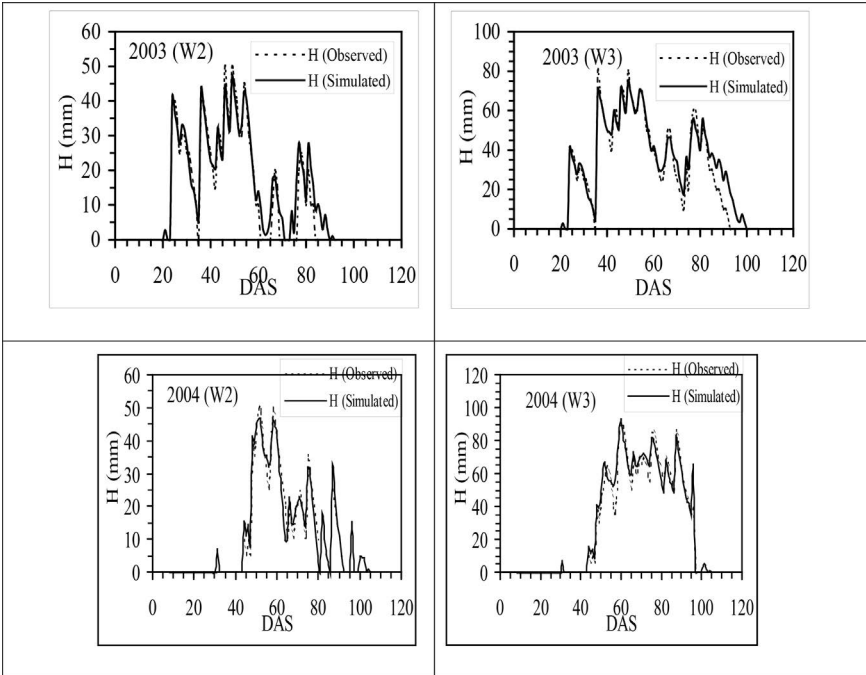 2003 (W2)
H (Observed)
H (Simulated)
H (mm)
60
50
40
30
20
10
0
0 20 40 60 80 100 120
DAS
2003 (W3)
H (Observed)
H (Simulated)
H (mm)
100
80
60
40
20
0
0 20 40 60 80 100 120
DAS
2004 (W2)
H (Observed)
H (Simulated)
H (mm)
60
50
40
30
20
10
0
0 20 40 60 80 100 120
DAS
2004 (W3)
H (Observed)
H (Simulated)
H (mm)
120
100
80
60
40
20
0
0 20 40 60 80 100 120
DAS